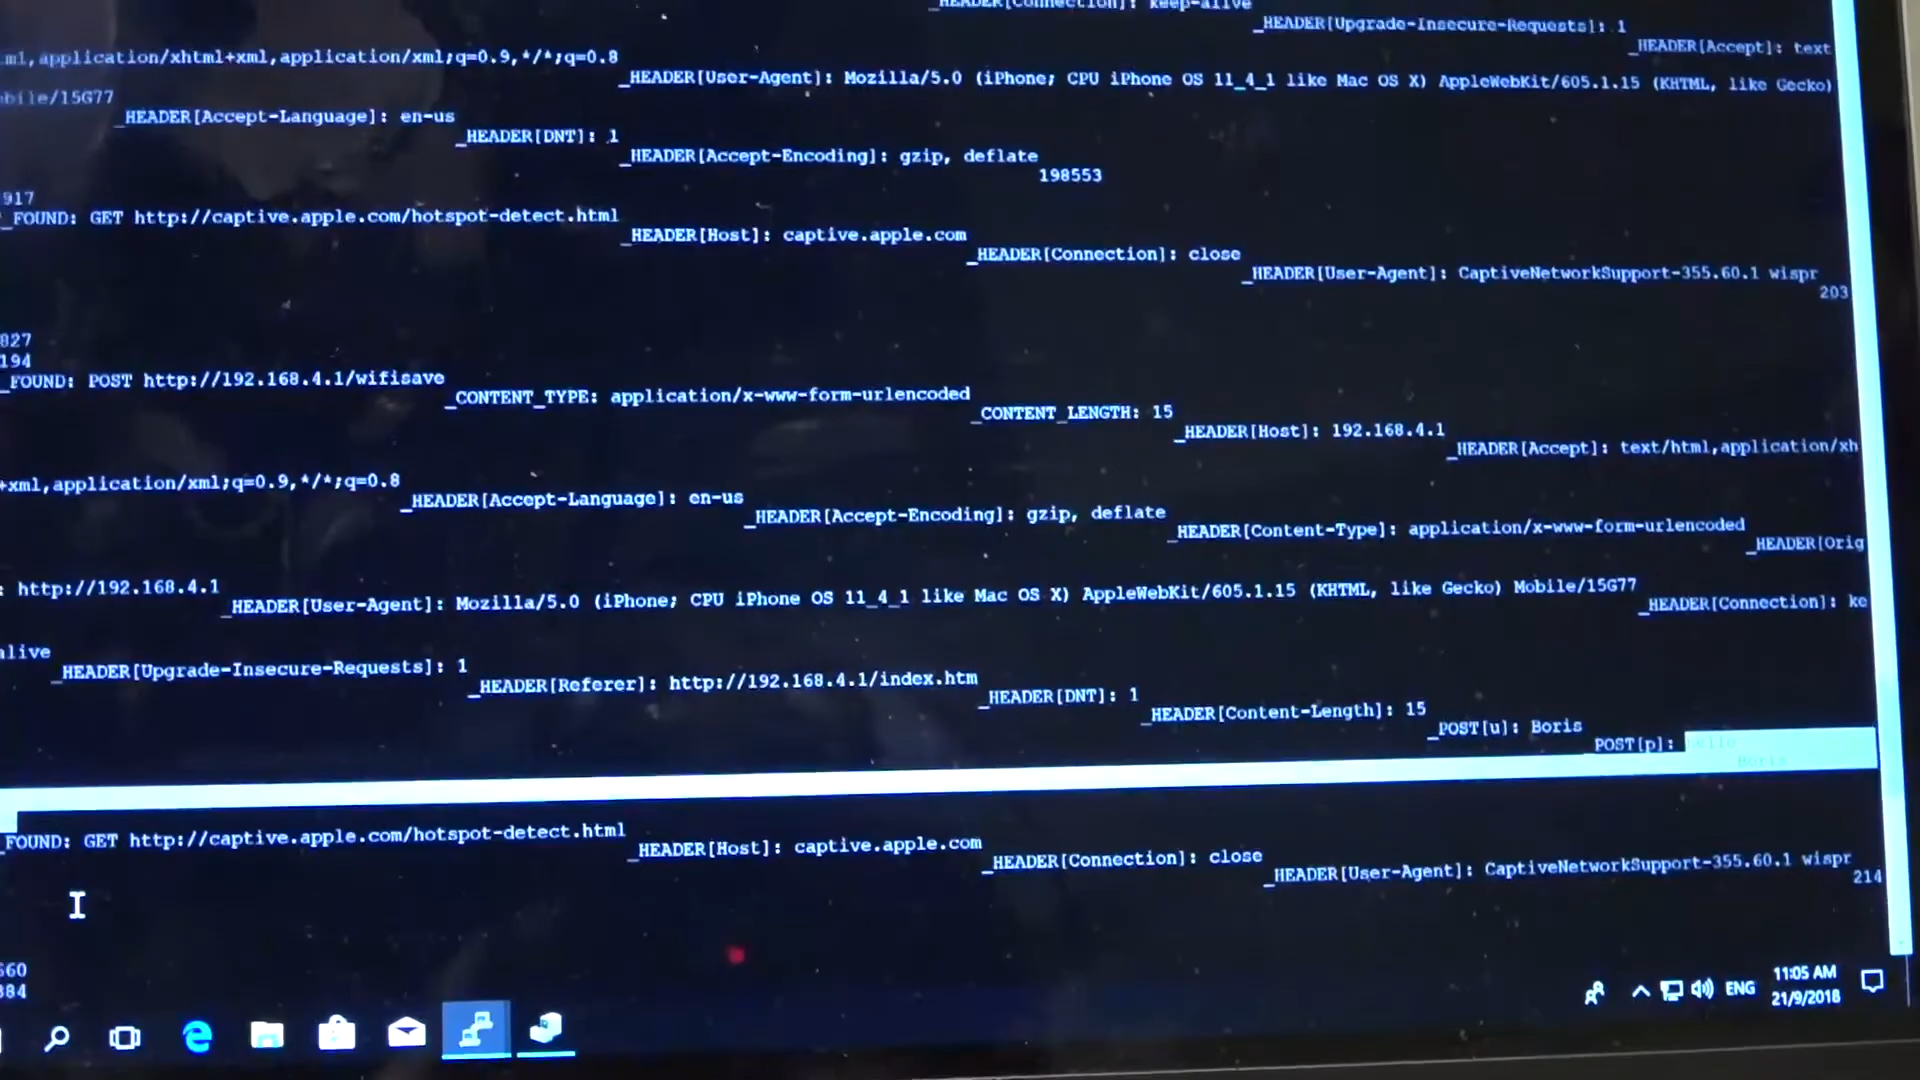 _HEADER[Connection]: keep-alive
_HEADER[Upgrade-Insecure-Requests]: 1
_HEADER[Accept]: text
ml,application/xhtml+xml,application/xml;q=0.9,*/*;q=0.8
_HEADER[User-Agent]: Mozilla/5.0 (iPhone; CPU iPhone OS 11_4_1 like Mac OS X) AppleWebKit/605.1.15 (KHTML, like Gecko)
obile/15G77
_HEADER[Accept-Language]: en-us
_HEADER[DNT]: 1
_HEADER[Accept-Encoding]: gzip, deflate
198553
917
_FOUND: GET http://captive.apple.com/hotspot-detect.html
_HEADER[Host]: captive.apple.com
_HEADER[Connection]: close
_HEADER[User-Agent]: CaptiveNetworkSupport-355.60.1 wispr
203
827
194
_FOUND: POST http://192.168.4.1/wifisave
_CONTENT_TYPE: application/x-www-form-urlencoded
_CONTENT_LENGTH: 15
_HEADER[Host]: 192.168.4.1
_HEADER[Accept]: text/html,application/xh
+xml,application/xml;q=0.9,*/*;q=0.8
_HEADER[Accept-Language]: en-us
_HEADER[Accept-Encoding]: gzip, deflate
_HEADER[Content-Type]: application/x-www-form-urlencoded
_HEADER[Orig
: http://192.168.4.1
_HEADER[User-Agent]: Mozilla/5.0 (iPhone; CPU iPhone OS 11_4_1 like Mac OS X) AppleWebKit/605.1.15 (KHTML, like Gecko) Mobile/15G77
_HEADER[Connection]: ke
alive
_HEADER[Upgrade-Insecure-Requests]: 1
_HEADER[Referer]: http://192.168.4.1/index.htm
_HEADER[DNT]: 1
_HEADER[Content-Length]: 15
_POST[u]: Boris
POST[p]: hello
Boris
_FOUND: GET http://captive.apple.com/hotspot-detect.html
_HEADER[Host]: captive.apple.com
_HEADER[Connection]: close
_HEADER[User-Agent]: CaptiveNetworkSupport-355.60.1 wispr
214
560
384
ENG
11:05 AM
21/9/2018